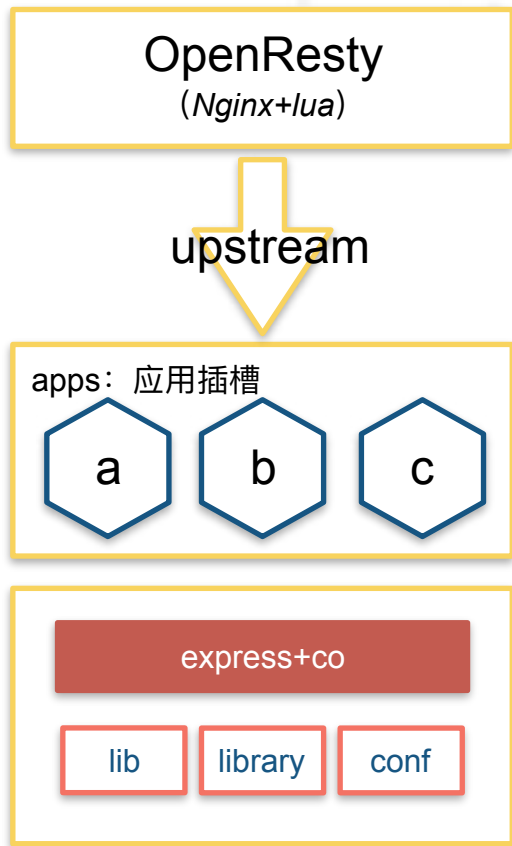 OpenResty
（Nginx+lua）
upstream
apps：应用插槽
a b c
express+co
lib library conf